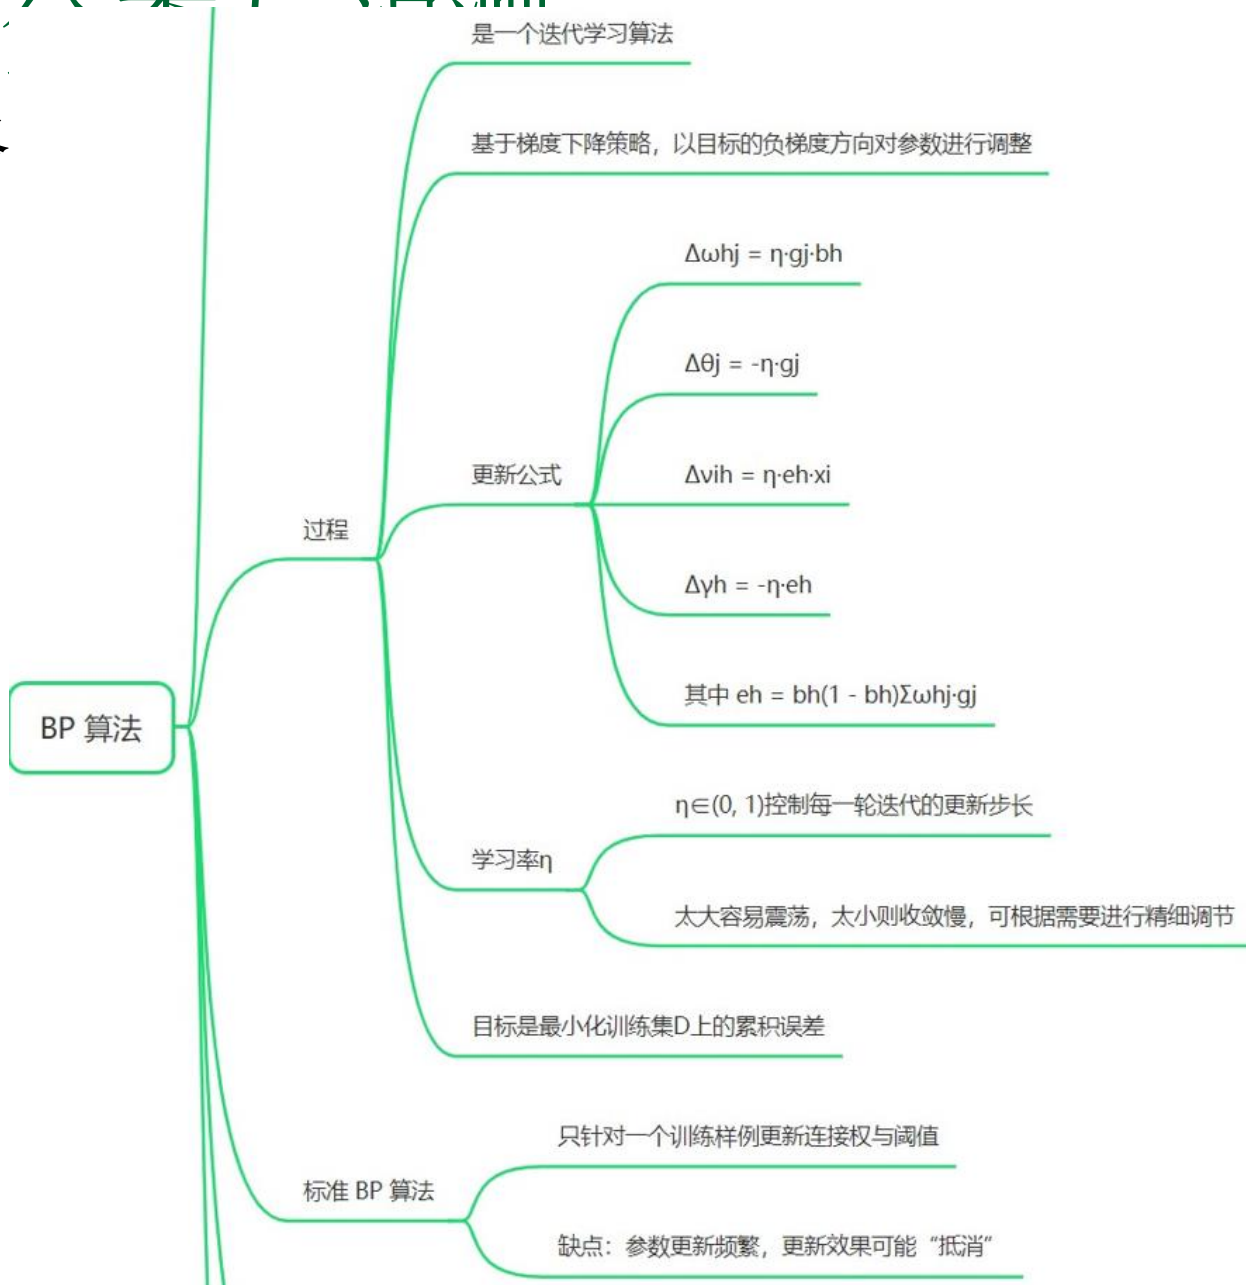 是一个迭代学习算法
基于梯度下降策略，以目标的负梯度方向对参数进行调整
Δωhj = η·gj·bh
Δθj = -η·gj
更新公式
Δνih = η·eh·xi
过程
Δγh = -η·eh
其中 eh = bh(1 - bh)Σωhj·gj
BP 算法
η∈(0, 1)控制每一轮迭代的更新步长
学习率η
太大容易震荡，太小则收敛慢，可根据需要进行精细调节
目标是最小化训练集D上的累积误差
只针对一个训练样例更新连接权与阈值
标准 BP 算法
缺点：参数更新频繁，更新效果可能“抵消”